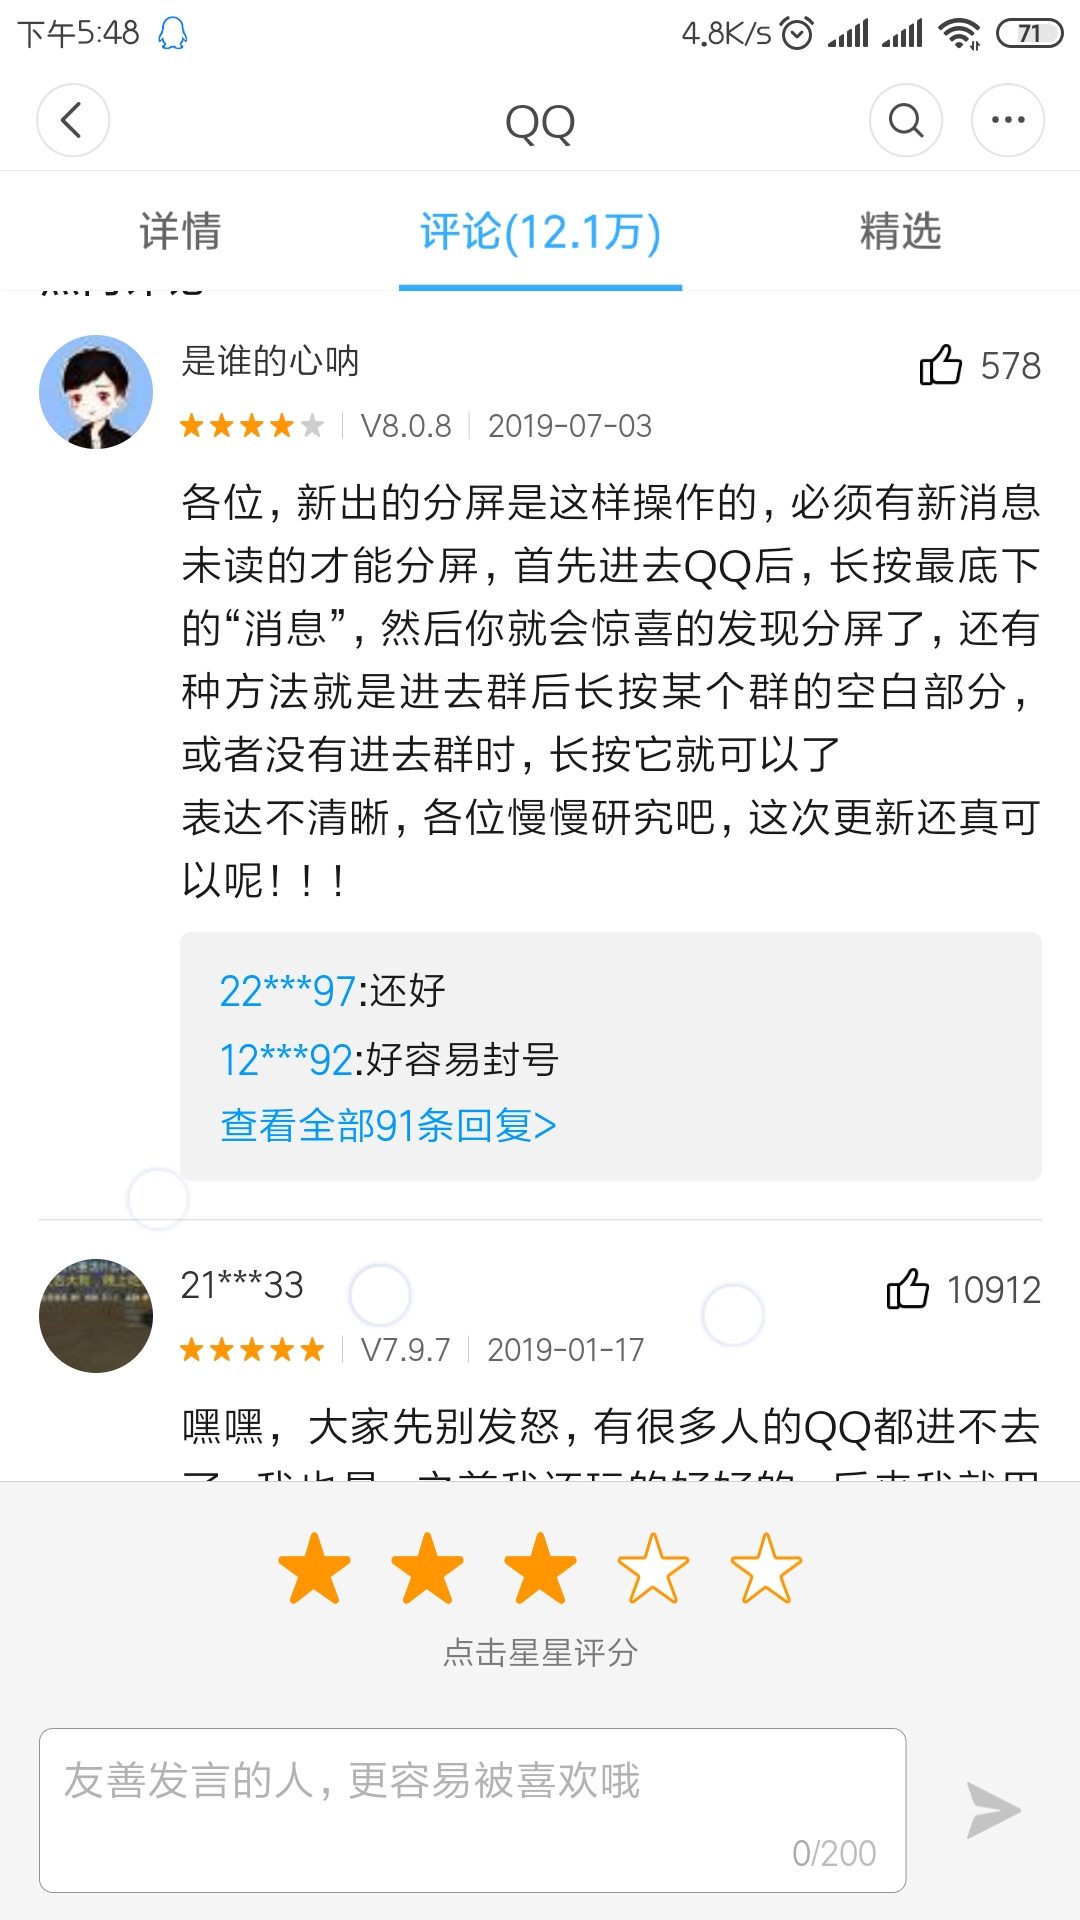 下午5:48
4.8K/s
71
QQ
详情
评论(12.1万)
精选
是谁的心呐
578
V8.0.8
2019-07-03
各位,新出的分屏是这样操作的,必须有新消息
未读的才能分屏,首先进去QQ后,长按最底下
的“消息”,然后你就会惊喜的发现分屏了,还有
种方法就是进去群后长按某个群的空白部分,
或者没有进去群时,长按它就可以了
表达不清晰,各位慢慢研究吧,这次更新还真可
以呢!!!
22***97:还好
12***92:好容易封号
查看全部91条回复>
21***33
10912
V7.9.7
2019-01-17
嘿嘿,大家先别发怒,有很多人的QQ都进不去
点击星星评分
友善发言的人,更容易被喜欢哦
0/200